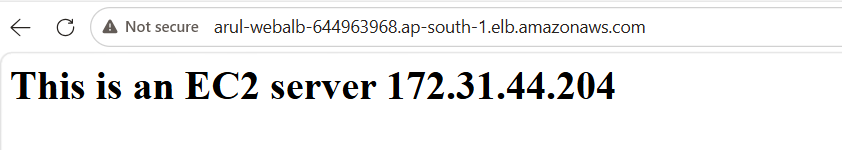 Not secure arul-webalb-644963968.ap-south-1.elb.amazonaws.com
This is an EC2 server 172.31.44.204